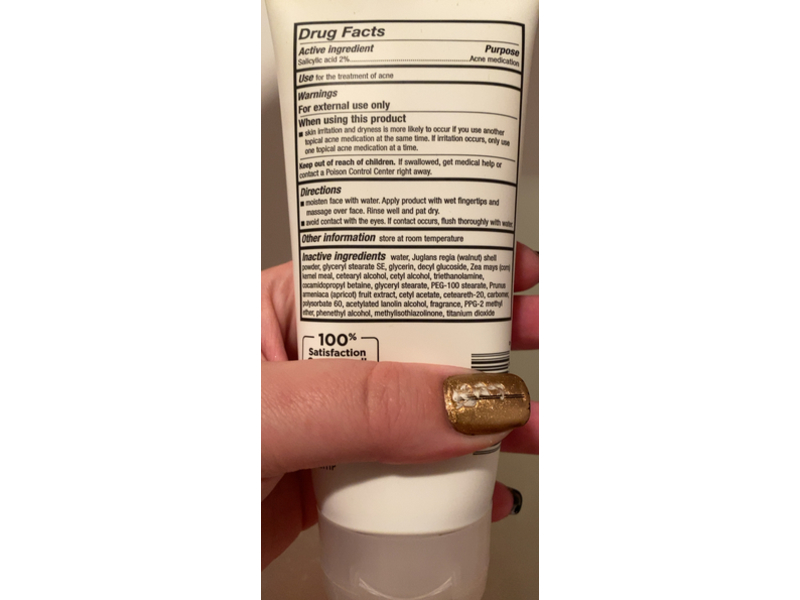 Drug Facts
Active ingredient Purpose
Salicylic acid 2% Acne medication
Use for the treatment of acne
Warnings
For external use only
When using this product
■ skin irritation and dryness is more likely to occur if you use another
topical acne medication at the same time. If irritation occurs, only use
one topical acne medication at a time.
Keep out of reach of children. If swallowed, get medical help or
contact a Poison Control Center right away.
Directions
■ moisten face with water. Apply product with wet fingertips and
massage over face. Rinse well and pat dry.
■ avoid contact with the eyes. If contact occurs, flush thoroughly with water.
Other information store at room temperature
Inactive ingredients water, Juglans regia (walnut) shell
powder, glyceryl stearate SE, glycerin, decyl glucoside, Zea mays (corn)
kernel meal, cetearyl alcohol, cetyl alcohol, triethanolamine,
cocamidopropyl betaine, glyceryl stearate, PEG-100 stearate, Prunus
armeniaca (apricot) fruit extract, cetyl acetate, ceteareth-20, carbomer,
polysorbate 60, acetylated lanolin alcohol, fragrance, PPG-2 methyl
ether, phenethyl alcohol, methylisothiazolinone, titanium dioxide
100%
Satisfaction